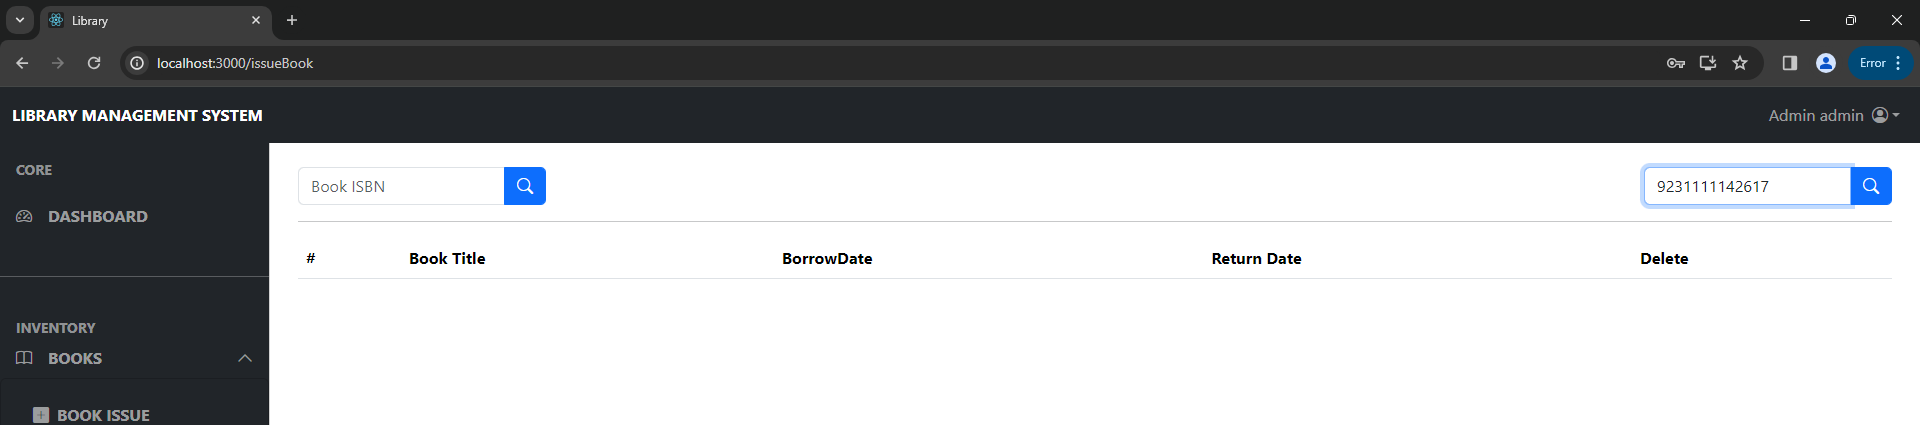 Library
localhost:3000/issueBook
Error
LIBRARY MANAGEMENT SYSTEM
Admin admin
CORE
DASHBOARD
INVENTORY
BOOKS
BOOK ISSUE
Book ISBN
9231111142617
# Book Title BorrowDate Return Date Delete